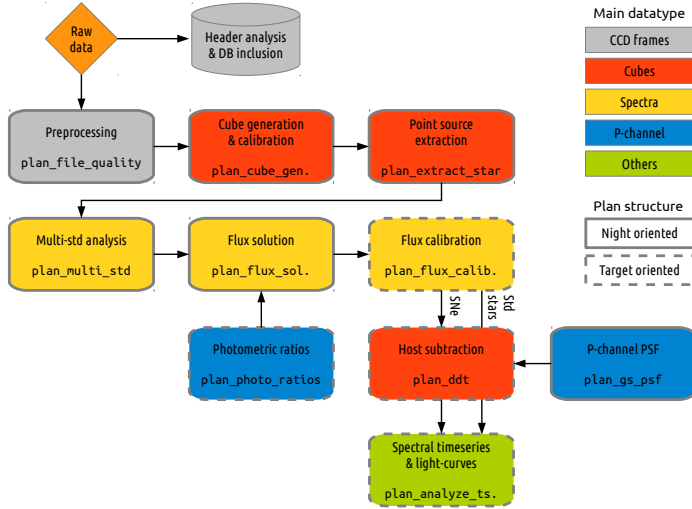 Raw
data
Header analysis
& DB inclusion
Main datatype
CCD frames
Cubes
Spectra
P-channel
Others
Preprocessing
plan_file_quality
Cube generation
& calibration
plan_cube_gen.
Point source
extraction
plan_extract_star
Plan structure
Night oriented
Target oriented
Multi-std analysis
plan_multi_std
Flux solution
plan_flux_sol.
Flux calibration
plan_flux_calib.
SNe
Std
stars
Photometric ratios
plan_photo_ratios
Host subtraction
plan_ddt
P-channel PSF
plan_gs_psf
Spectral timeseries
& light-curves
plan_analyze_ts.